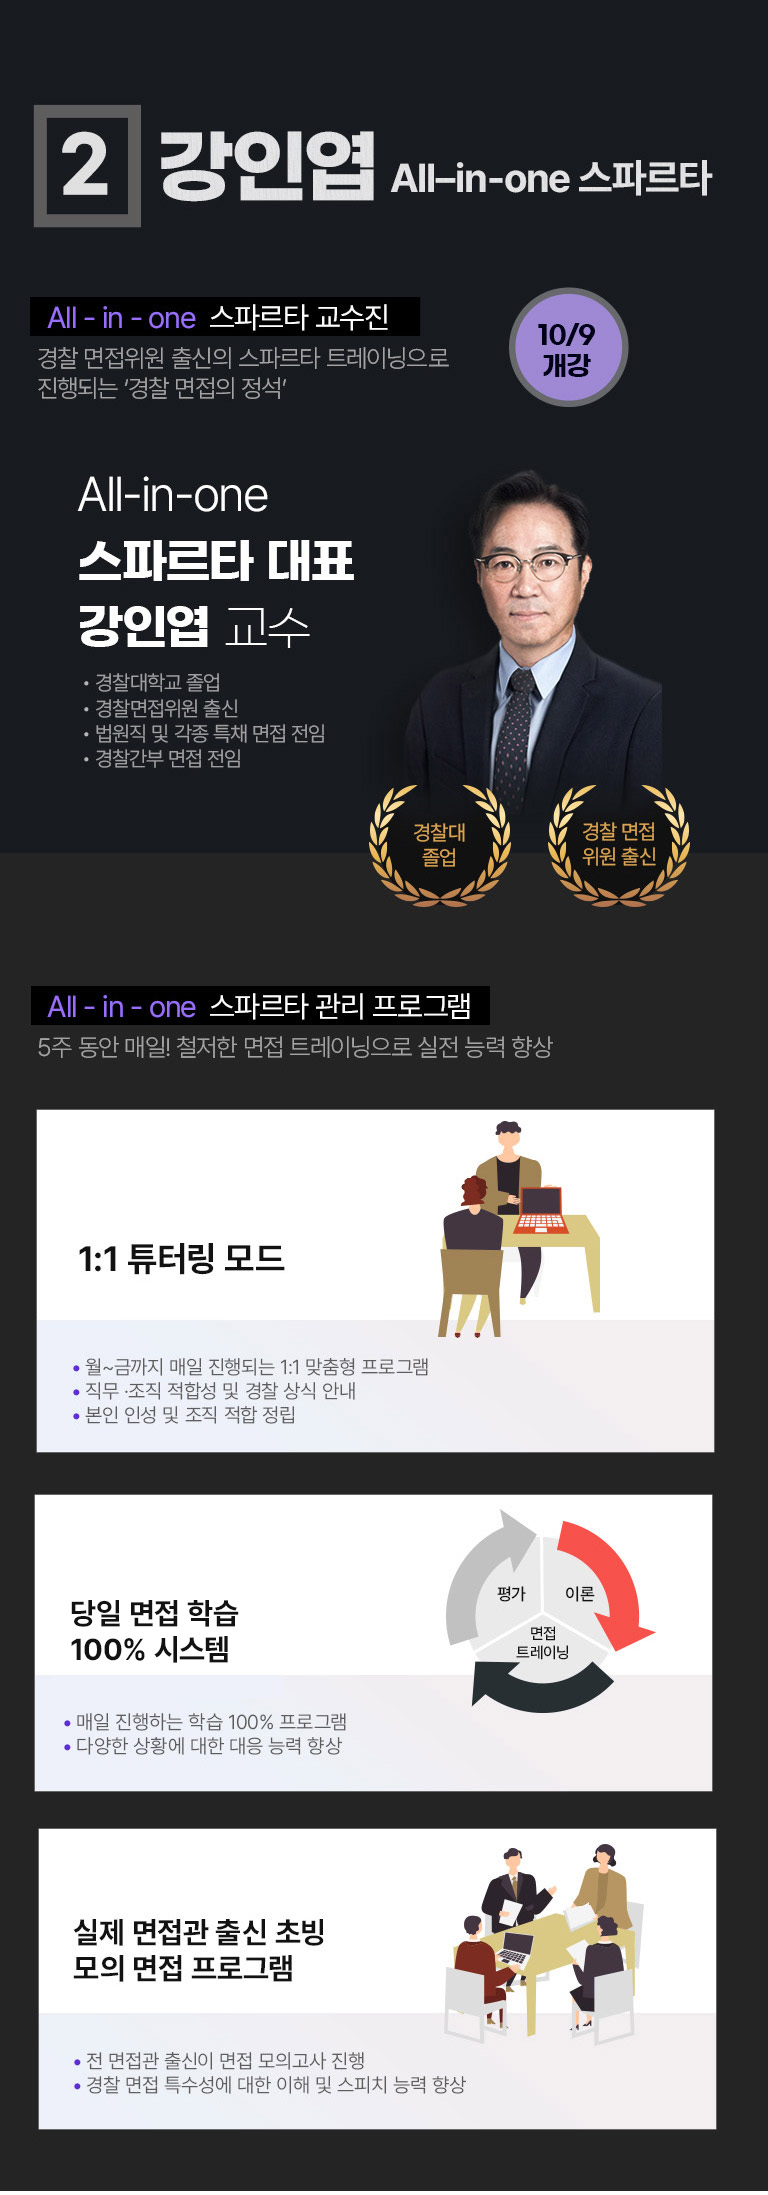 2 강인엽 All-in-one 스파르타
All - in - one 스파르타 교수진
경찰 면접위원 출신의 스파르타 트레이닝으로
진행되는 '경찰 면접의 정석'
10/9
개강
All-in-one
스파르타 대표
강인엽 교수
• 경찰대학교 졸업
• 경찰면접위원 출신
• 법원직 및 각종 특채 면접 전임
• 경찰간부 면접 전임
경찰대
졸업
경찰 면접
위원 출신
All - in - one 스파르타 관리 프로그램
5주 동안 매일! 철저한 면접 트레이닝으로 실전 능력 향상
1:1 튜터링 모드
• 월~금까지 매일 진행되는 1:1 맞춤형 프로그램
• 직무 ·조직 적합성 및 경찰 상식 안내
• 본인 인성 및 조직 적합 정립
당일 면접 학습
100% 시스템
평가
이론
면접
트레이닝
• 매일 진행하는 학습 100% 프로그램
• 다양한 상황에 대한 대응 능력 향상
실제 면접관 출신 초빙
모의 면접 프로그램
• 전 면접관 출신이 면접 모의고사 진행
• 경찰 면접 특수성에 대한 이해 및 스피치 능력 향상